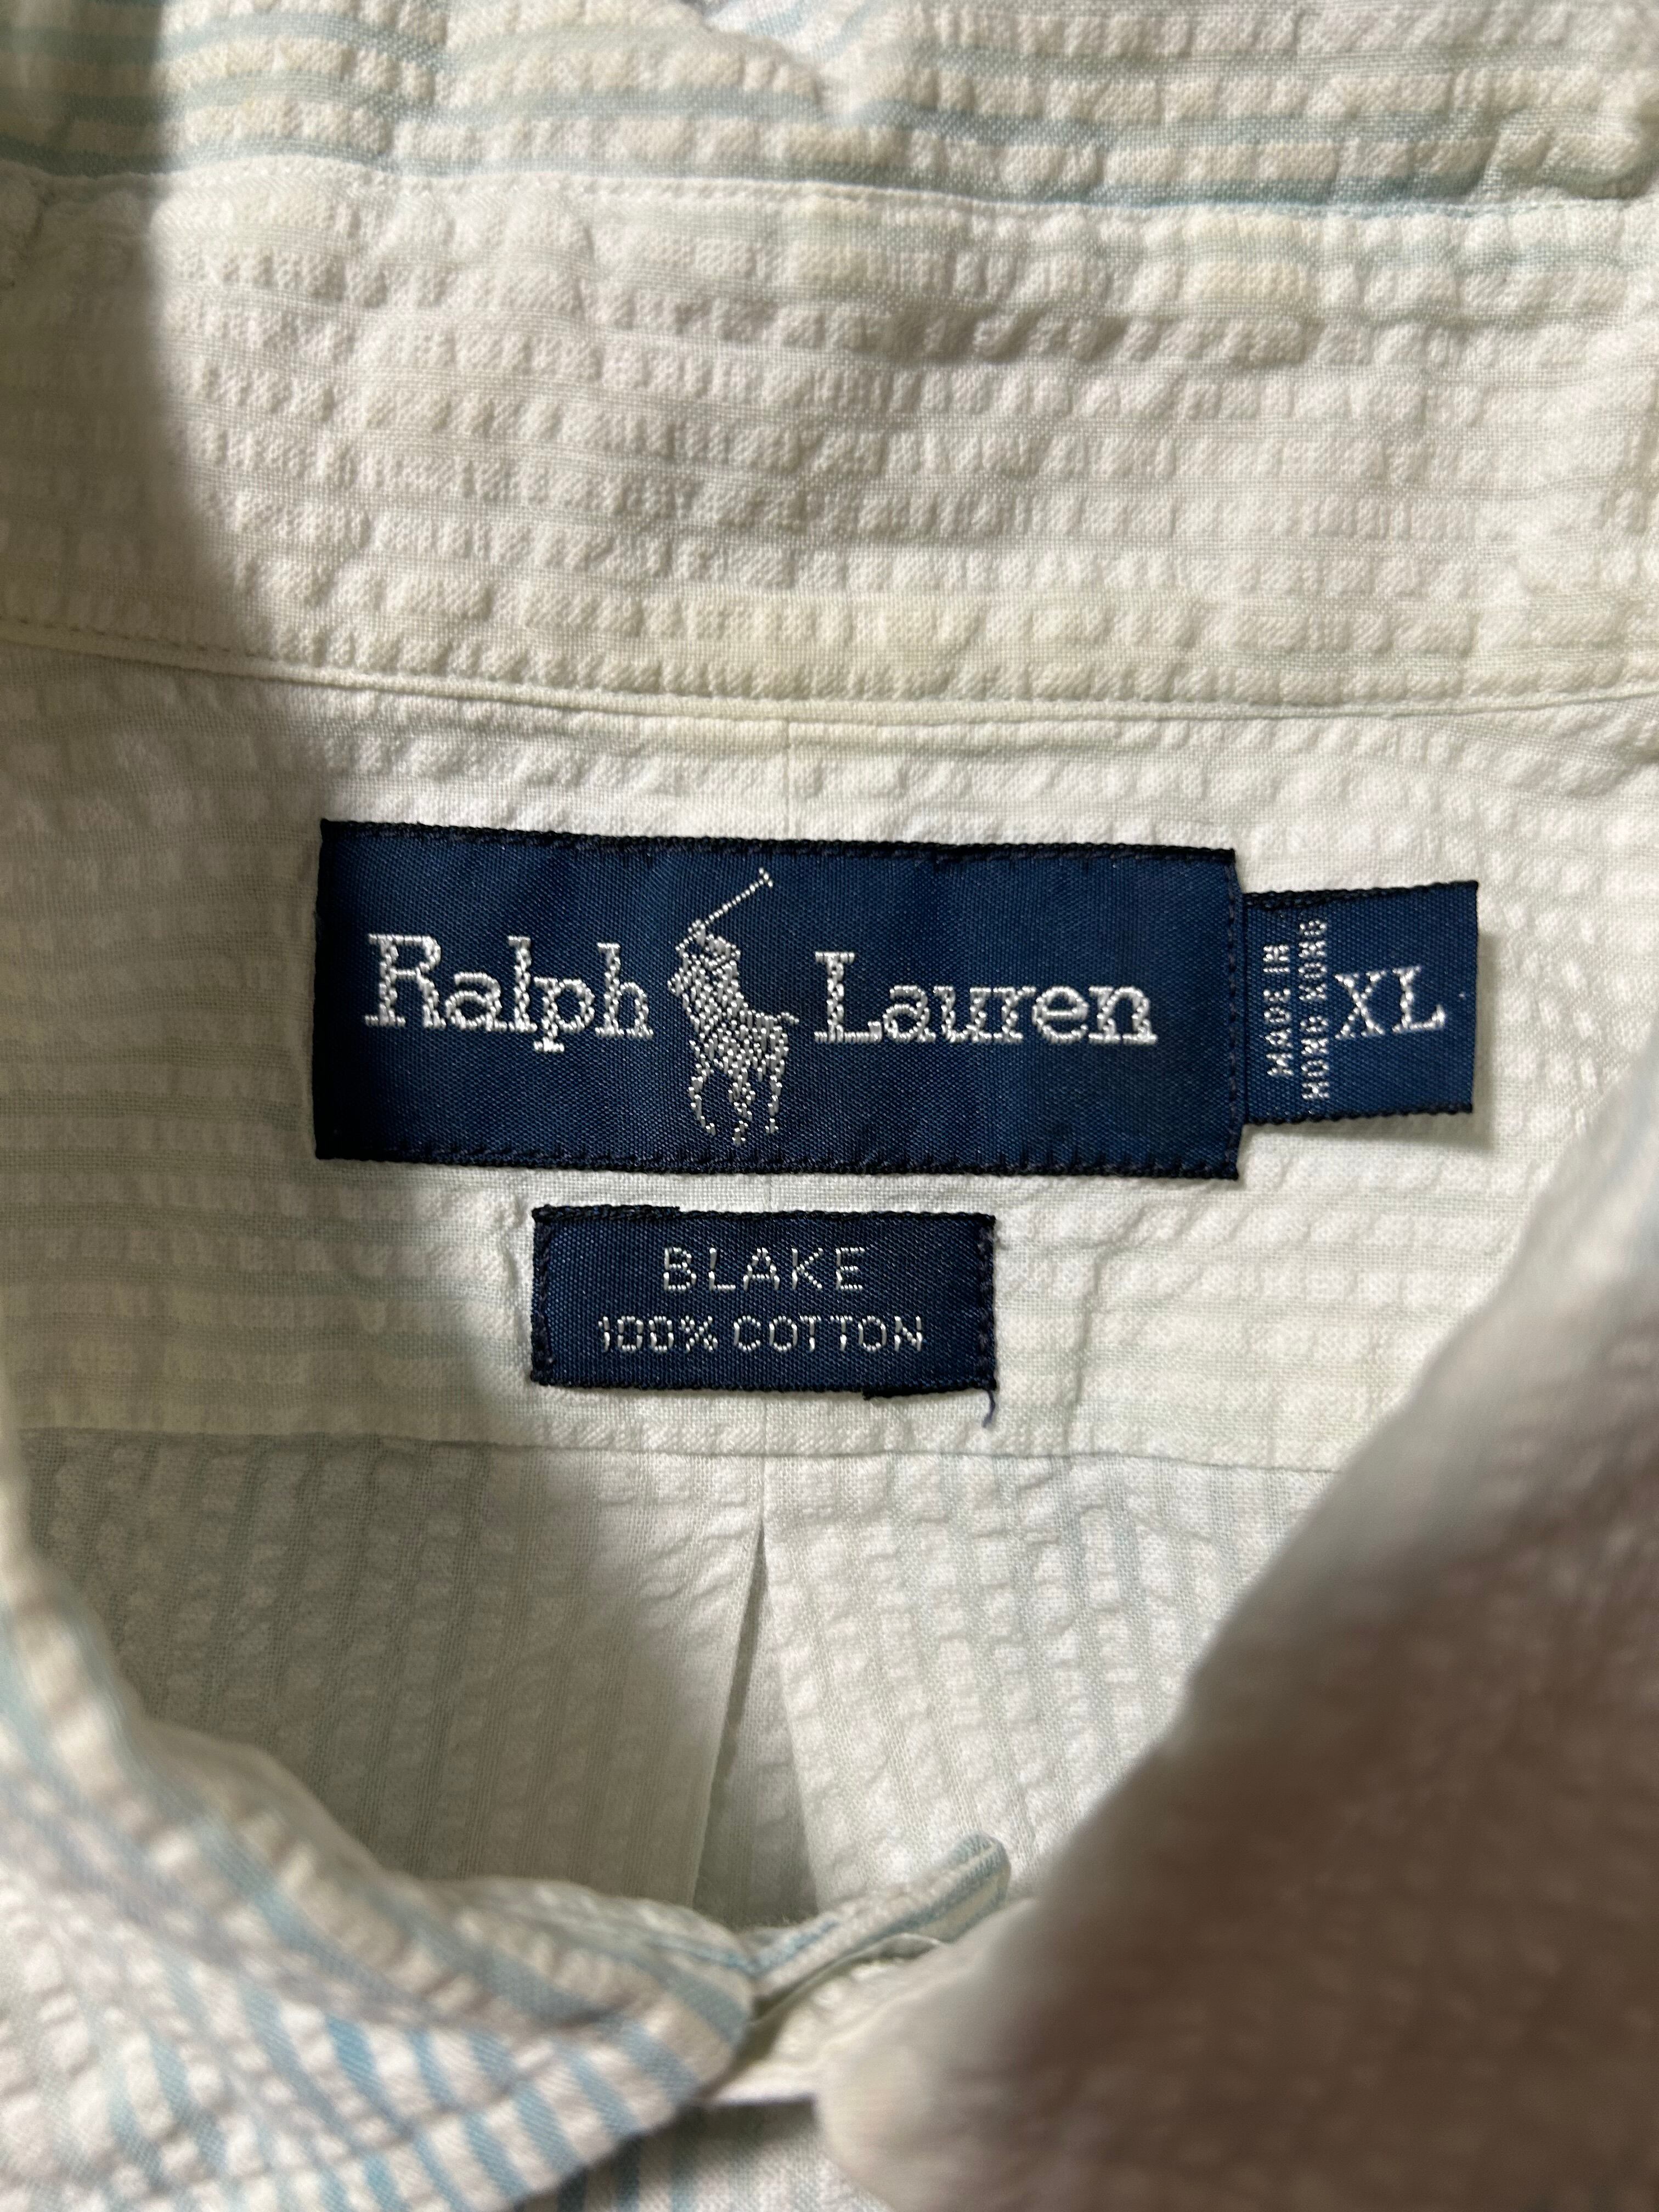 Ralph Lauren
MADE IN
HONG KONG
XL
BLAKE
100% COTTON